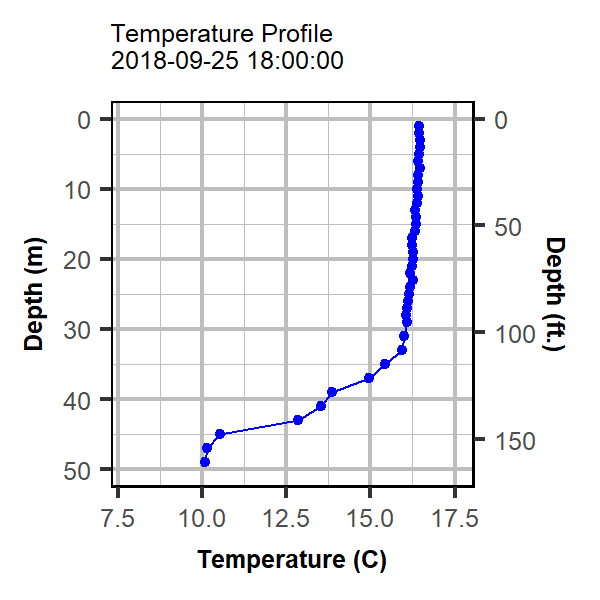 Temperature Profile
2018-09-25 18:00:00
0
10
20
30
40
50
Depth (m)
0
50
100
150
Depth (ft.)
7.5 10.0 12.5 15.0 17.5
Temperature (C)